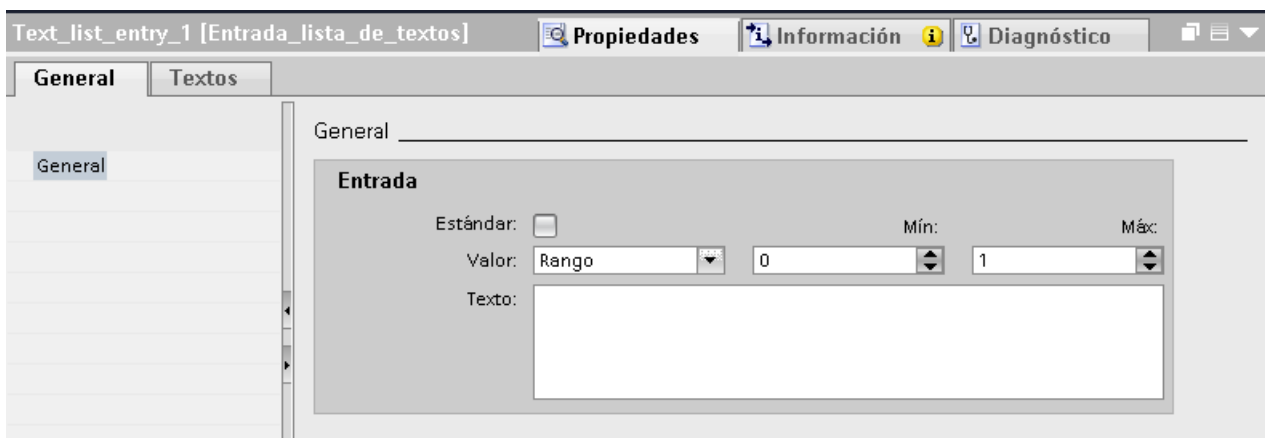 Text_list_entry_1 [Entrada_lista_de_textos]
Propiedades
Información
Diagnóstico
General
Textos
General
General
Entrada
Estándar:
Mín:
Máx:
Valor:
Rango
0
1
Texto: